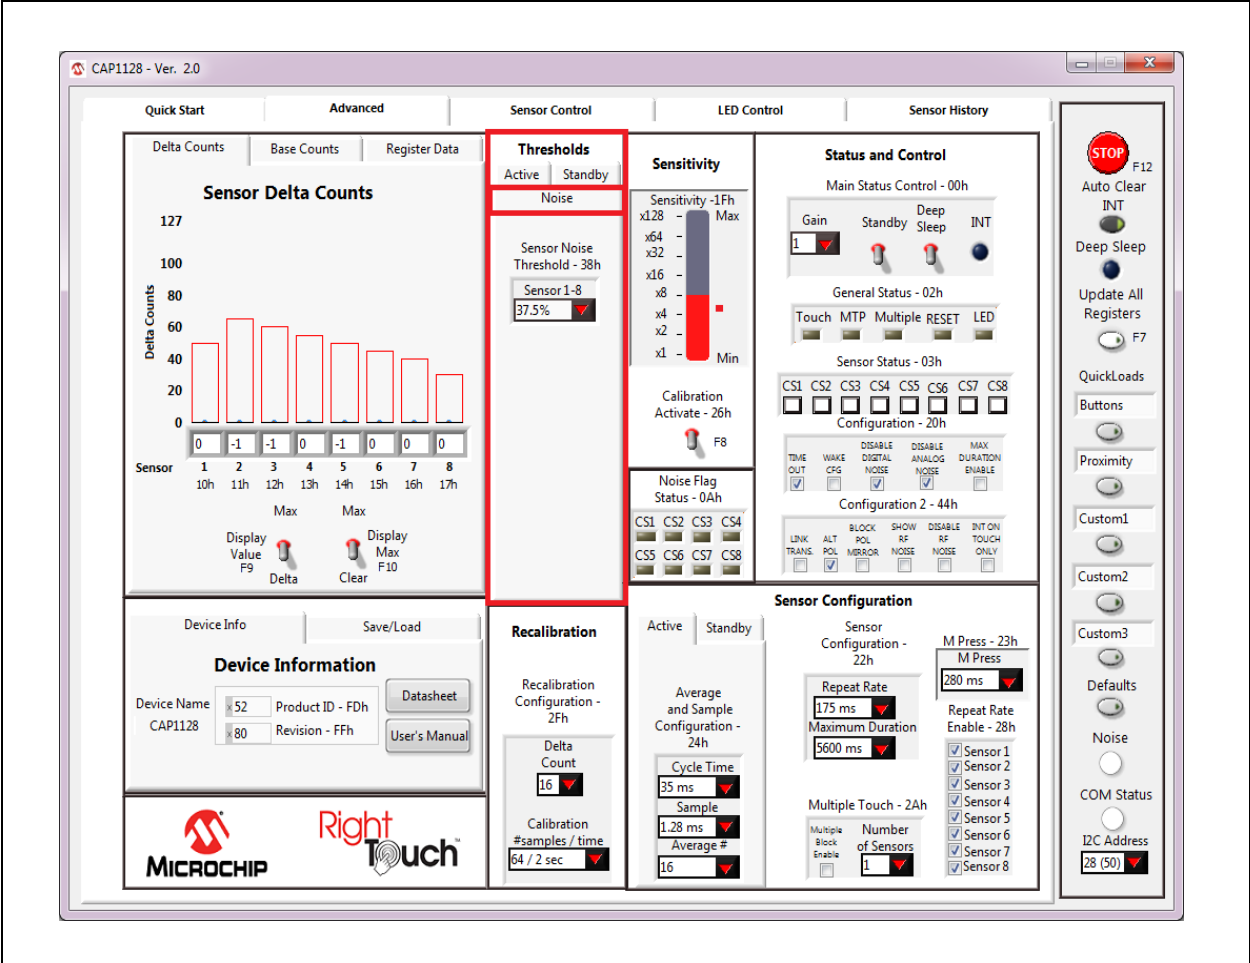 CAP1128 - Ver. 2.0
Quick Start
Advanced
Sensor Control
LED Control
Sensor History
Delta Counts
Base Counts
Register Data
Sensor Delta Counts
Delta Counts
127
100
80
60
40
20
0
0 -1 -1 0 -1 0 0 0
Sensor 1 2 3 4 5 6 7 8
10h 11h 12h 13h 14h 15h 16h 17h
Max
Display
Value
F9
Delta
Max
Display
Max
F10
Clear
Thresholds
Active
Standby
Noise
Sensor Noise
Threshold - 38h
Sensor 1-8
37.5%
Sensitivity
Sensitivity -1Fh
x128
Max
x64
x32
x16
x8
x4
x2
x1
Min
Calibration
Activate - 26h
F8
Noise Flag
Status - 0Ah
CS1 CS2 CS3 CS4
CS5 CS6 CS7 CS8
Status and Control
Main Status Control - 00h
Gain
1
Standby
Deep
Sleep
INT
General Status - 02h
Touch MTP Multiple RESET LED
Sensor Status - 03h
CS1 CS2 CS3 CS4 CS5 CS6 CS7 CS8
Configuration - 20h
TIME
OUT
WAKE
CFG
DISABLE
DIGITAL
NOISE
DISABLE
ANALOG
NOISE
MAX
DURATION
ENABLE
Configuration 2 - 44h
LINK
TRANS.
ALT
POL
BLOCK
POL
MIRROR
SHOW
RF
NOISE
DISABLE
RF
NOISE
INT ON
TOUCH
ONLY
Device Info
Save/Load
Device Information
Device Name
CAP1128
x 52
Product ID - FDh
x 80
Revision - FFh
Datasheet
User's Manual
MICROCHIP
Right
Touch™
Recalibration
Recalibration
Configuration -
2Fh
Delta
Count
16
Calibration
#samples / time
64 / 2 sec
Sensor Configuration
Active
Standby
Average
and Sample
Configuration -
24h
Cycle Time
35 ms
Sample
1.28 ms
Average #
16
Sensor
Configuration -
22h
Repeat Rate
175 ms
Maximum Duration
5600 ms
Multiple Touch - 2Ah
Multiple
Block
Enable
Number
of Sensors
1
M Press - 23h
M Press
280 ms
Repeat Rate
Enable - 28h
Sensor 1
Sensor 2
Sensor 3
Sensor 4
Sensor 5
Sensor 6
Sensor 7
Sensor 8
STOP
F12
Auto Clear
INT
Deep Sleep
Update All
Registers
F7
QuickLoads
Buttons
Proximity
Custom1
Custom2
Custom3
Defaults
Noise
COM Status
I2C Address
28 (50)